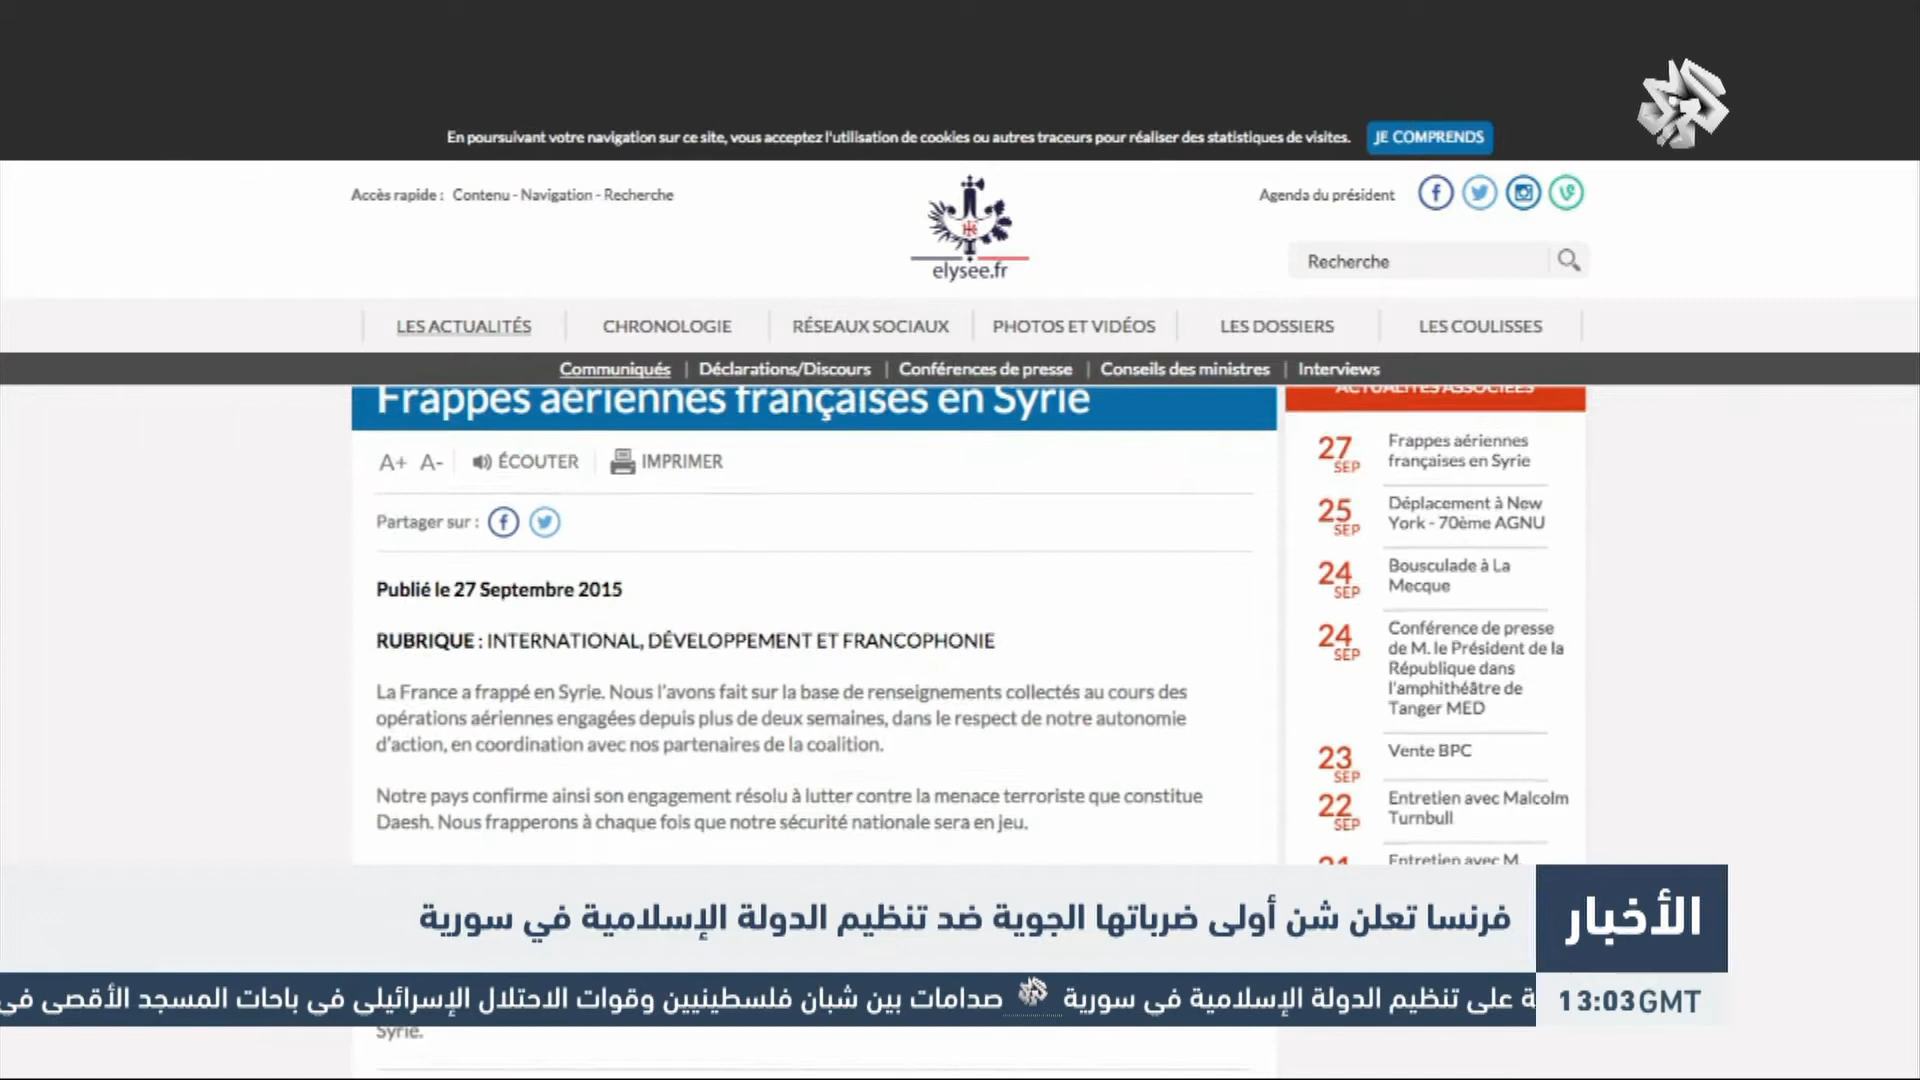 En poursuivant votre navigation sur ce site, vous acceptez l'utilisation de cookies ou autres traceurs pour réaliser des statistiques de visites.
JE COMPRENDS
Accès rapide : Contenu - Navigation - Recherche
elysee.fr
Agenda du président
Recherche
LES ACTUALITÉS
CHRONOLOGIE
RÉSEAUX SOCIAUX
PHOTOS ET VIDÉOS
LES DOSSIERS
LES COULISSES
Communiqués | Déclarations/Discours | Conférences de presse | Conseils des ministres | Interviews
Frappes aériennes françaises en Syrie
A+ A- ÉCOUTER IMPRIMER
Partager sur :
Publié le 27 Septembre 2015
RUBRIQUE : INTERNATIONAL, DÉVELOPPEMENT ET FRANCOPHONIE
La France a frappé en Syrie. Nous l'avons fait sur la base de renseignements collectés au cours des
opérations aériennes engagées depuis plus de deux semaines, dans le respect de notre autonomie
d'action, en coordination avec nos partenaires de la coalition.
Notre pays confirme ainsi son engagement résolu à lutter contre la menace terroriste que constitue
Daesh. Nous frapperons à chaque fois que notre sécurité nationale sera en jeu.
Syrie.
ACTUALITÉS ASSOCIÉES
27 SEP
Frappes aériennes
françaises en Syrie
25 SEP
Déplacement à New
York - 70ème AGNU
24 SEP
Bousculade à La
Mecque
24 SEP
Conférence de presse
de M. le Président de la
République dans
l'amphithéâtre de
Tanger MED
23 SEP
Vente BPC
22 SEP
Entretien avec Malcolm
Turnbull
21
Entretien avec M.
الأخبار
فرنسا تعلن شن أولى ضرباتها الجوية ضد تنظيم الدولة الإسلامية في سورية
ة على تنظيم الدولة الإسلامية في سورية صدامات بين شبان فلسطينيين وقوات الاحتلال الإسرائيلي في باحات المسجد الأقصى في
13:03GMT